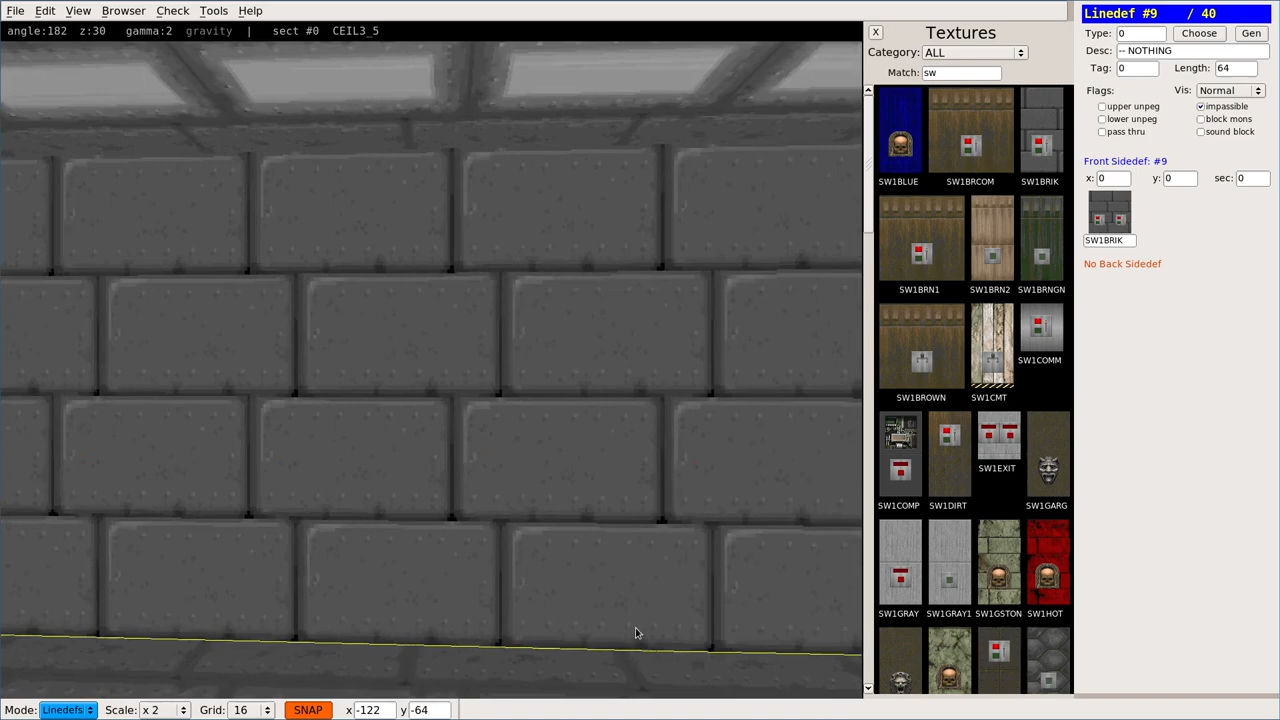 File Edit View Browser Check Tools Help
angle:182 z:30 gamma:2 gravity | sect #0 CEIL3_5
X Textures
Category: ALL
Match: sw
SW1BLUE SW1BRCOM SW1BRIK
SW1BRN1 SW1BRN2 SW1BRNGN
SW1BROWN SW1CMT SW1COMM
SW1COMP SW1DIRT SW1EXIT SW1GARG
SW1GRAY SW1GRAY1 SW1GSTON SW1HOT
Linedef #9 / 40
Type: 0 Choose Gen
Desc: -- NOTHING
Tag: 0 Length: 64
Flags: Vis: Normal
upper unpeg impassible
lower unpeg block mons
pass thru sound block
Front Sidedef: #9
x: 0 y: 0 sec: 0
SW1BRIK
No Back Sidedef
Mode: Linedefs Scale: x 2 Grid: 16 SNAP x -122 y -64